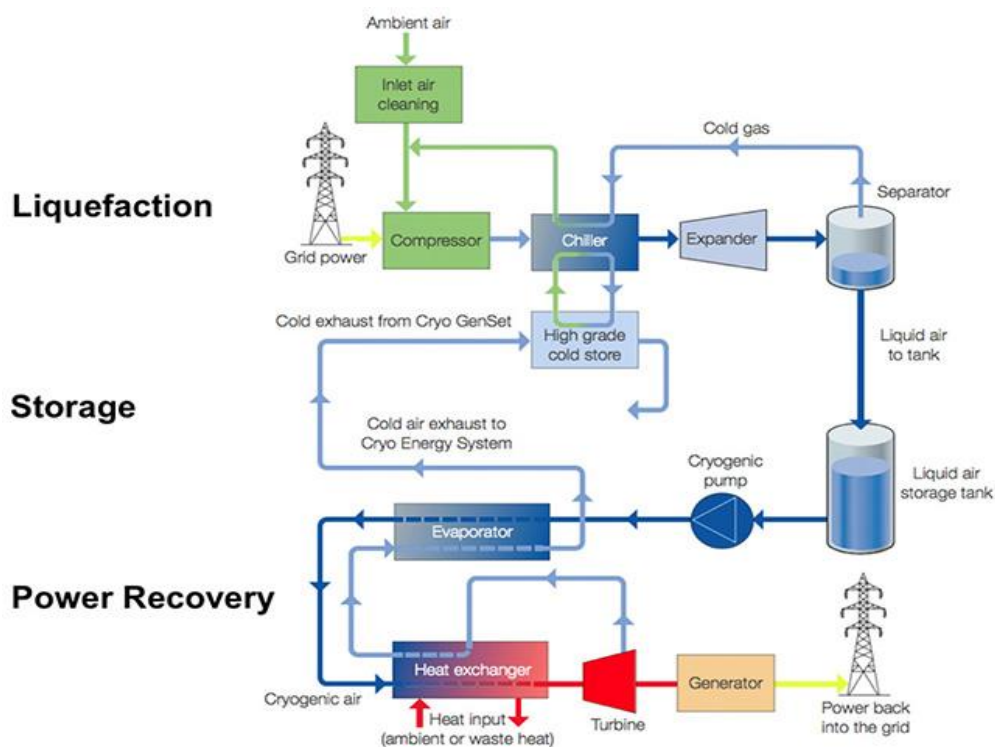 Ambient air
Inlet air
cleaning
Cold gas
Liquefaction
Separator
Grid power
Compressor
Chiller
Expander
Cold exhaust from Cryo GenSet
High grade
cold store
Liquid air
to tank
Storage
Cold air exhaust to
Cryo Energy System
Cryogenic
pump
Liquid air
storage tank
Evaporator
Power Recovery
Heat exchanger
Generator
Cryogenic air
Heat input
(ambient or waste heat)
Turbine
Power back
into the grid